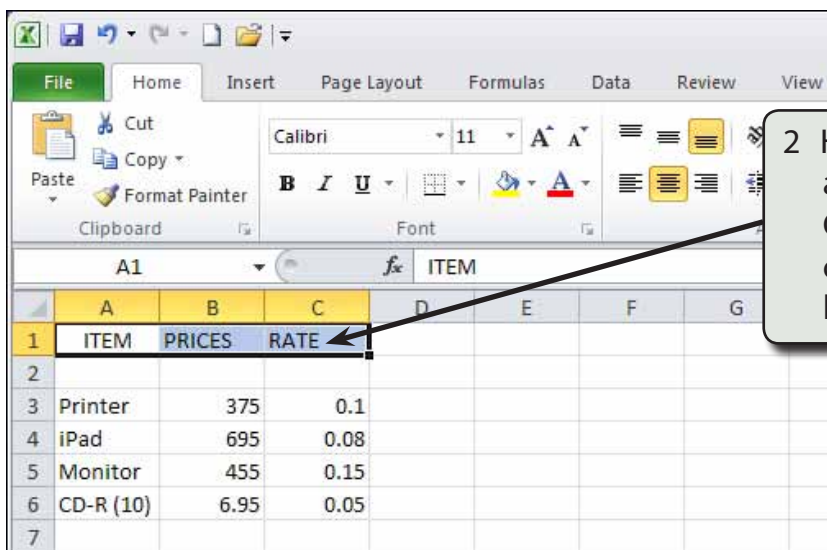 File Home Insert Page Layout Formulas Data Review View
Cut
Copy
Paste
Format Painter
Clipboard
Calibri 11 A A
B I U A
Font
A1 fx ITEM
A B C D E F G
1 ITEM PRICES RATE
2
3 Printer 375 0.1
4 iPad 695 0.08
5 Monitor 455 0.15
6 CD-R (10) 6.95 0.05
7
2